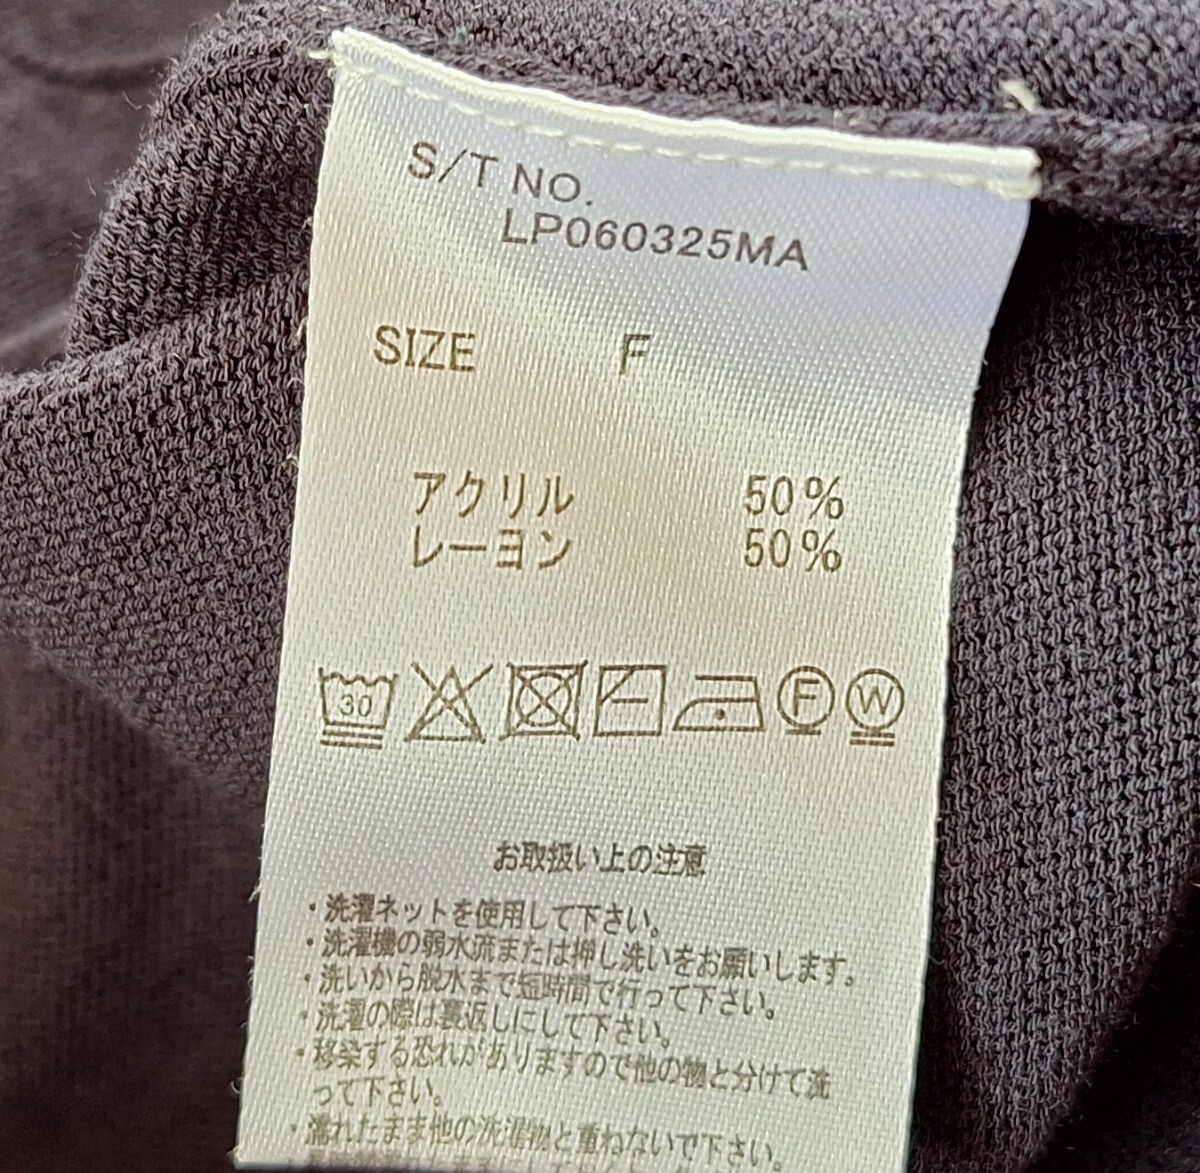 S/T NO.
LP060325MA
SIZE F
アクリル 50%
レーヨン 50%
30 F W
お取扱い上の注意
・洗濯ネットを使用して下さい。
・洗濯機の弱水流または押し洗いをお願いします。
・洗いから脱水まで短時間で行って下さい。
・洗濯の際は裏返しにして下さい。
・移染する恐れがありますので他の物と分けて洗
って下さい。
・濡れたまま他の洗濯物と重ねないで下さい。